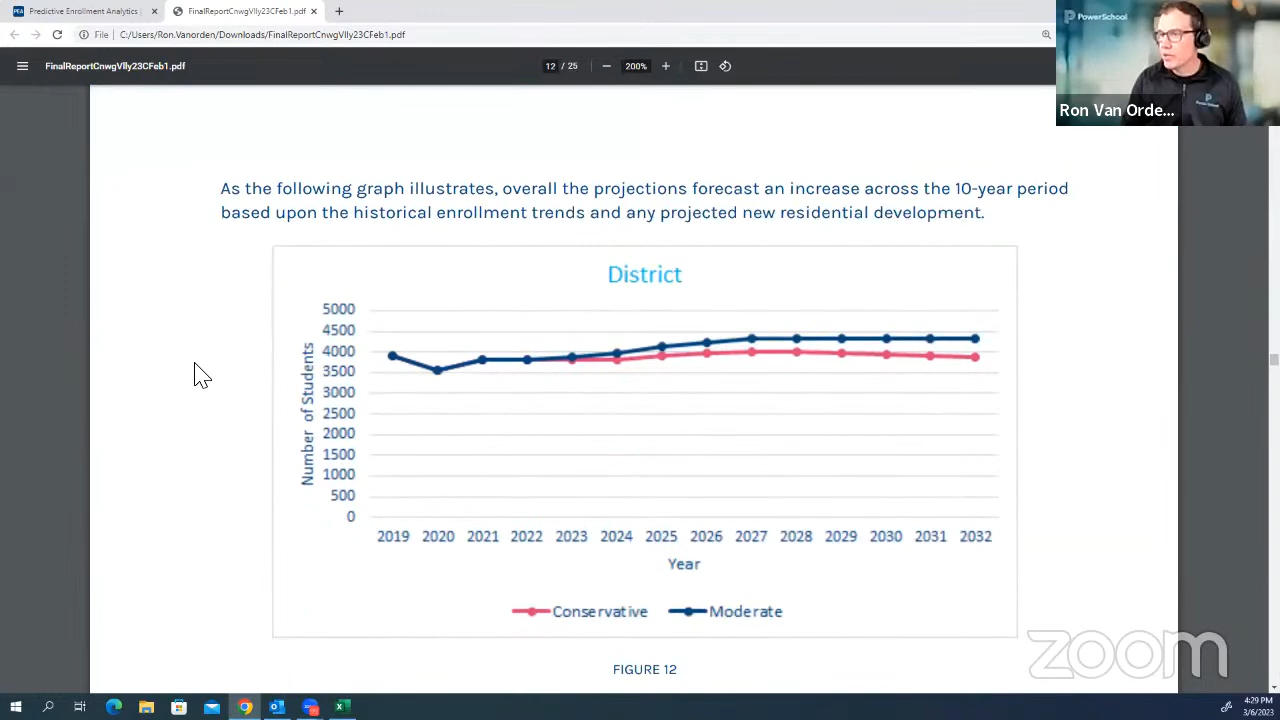 Predictive Enrollment Analytics |
FinalReportCnwgVlly23CFeb1.pdf
File | C:/Users/Ron.Vanorden/Downloads/FinalReportCnwgVlly23CFeb1.pdf
FinalReportCnwgVlly23CFeb1.pdf
12 / 25
200%
PowerSchool
PowerSchool
Ron Van Orde...
As the following graph illustrates, overall the projections forecast an increase across the 10-year period
based upon the historical enrollment trends and any projected new residential development.
District
5000
4500
4000
3500
3000
2500
2000
1500
1000
500
0
Number of Students
2019 2020 2021 2022 2023 2024 2025 2026 2027 2028 2029 2030 2031 2032
Year
Conservative Moderate
FIGURE 12
zoom
4:29 PM
3/6/2023